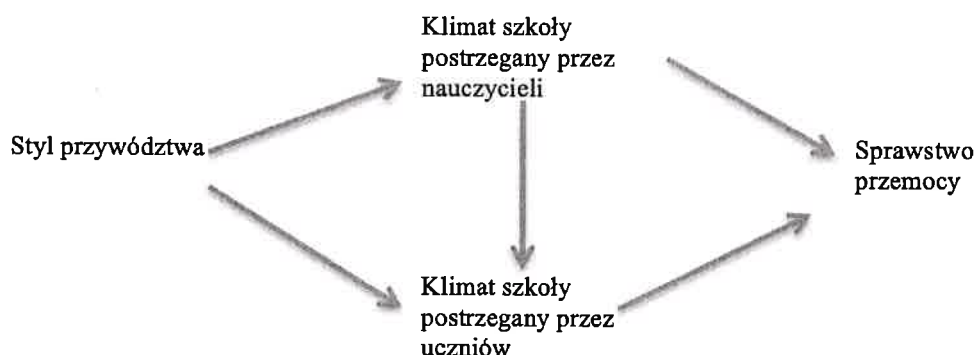 Klimat szkoły
postrzegany przez
nauczycieli
Styl przywództwa
Sprawstwo
przemocy
Klimat szkoły
postrzegany przez
uczniów